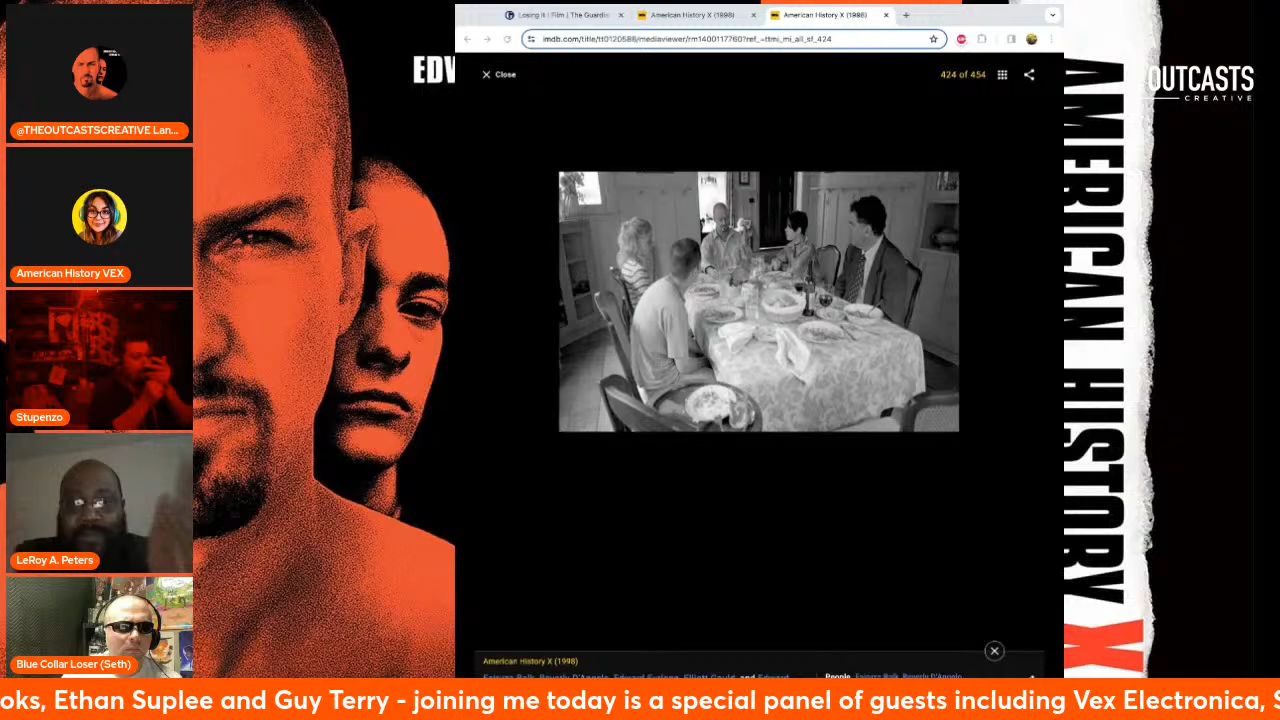 @THEOUTCASTSCREATIVE Lan...
American History VEX
Stupenzo
LeRoy A. Peters
Blue Collar Loser (Seth)
EDW
Losing It | Film | The Guardia
American History X (1998)
American History X (1998)
imdb.com/title/tt0120586/mediaviewer/rm1400117760?ref_=ttmi_mi_all_sf_424
Close
424 of 454
American History X (1998)
People
OUTCASTS
CREATIVE
AMERICAN HISTORY X
oks, Ethan Suplee and Guy Terry - joining me today is a special panel of guests including Vex Electronica, S